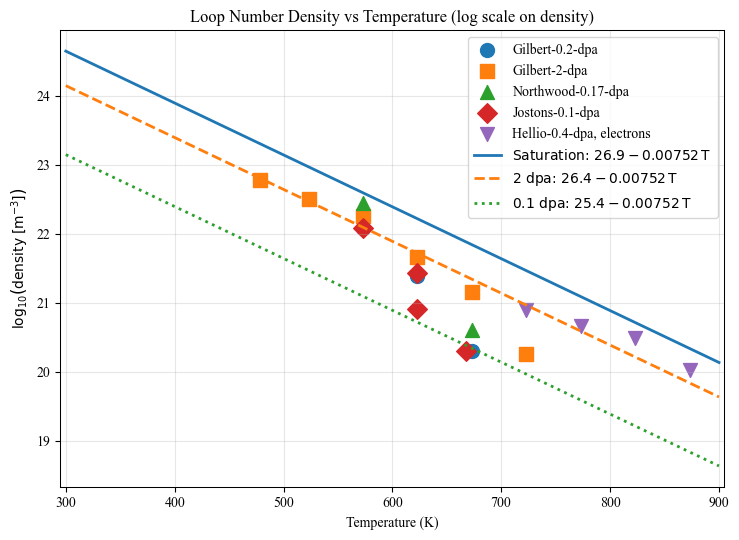 Loop Number Density vs Temperature (log scale on density)
Gilbert-0.2-dpa
Gilbert-2-dpa
Northwood-0.17-dpa
Jostons-0.1-dpa
Hellio-0.4-dpa, electrons
Saturation: 26.9 − 0.00752 T
2 dpa: 26.4 − 0.00752 T
0.1 dpa: 25.4 − 0.00752 T
log₁₀(density [m⁻³])
24
23
22
21
20
19
300 400 500 600 700 800 900
Temperature (K)